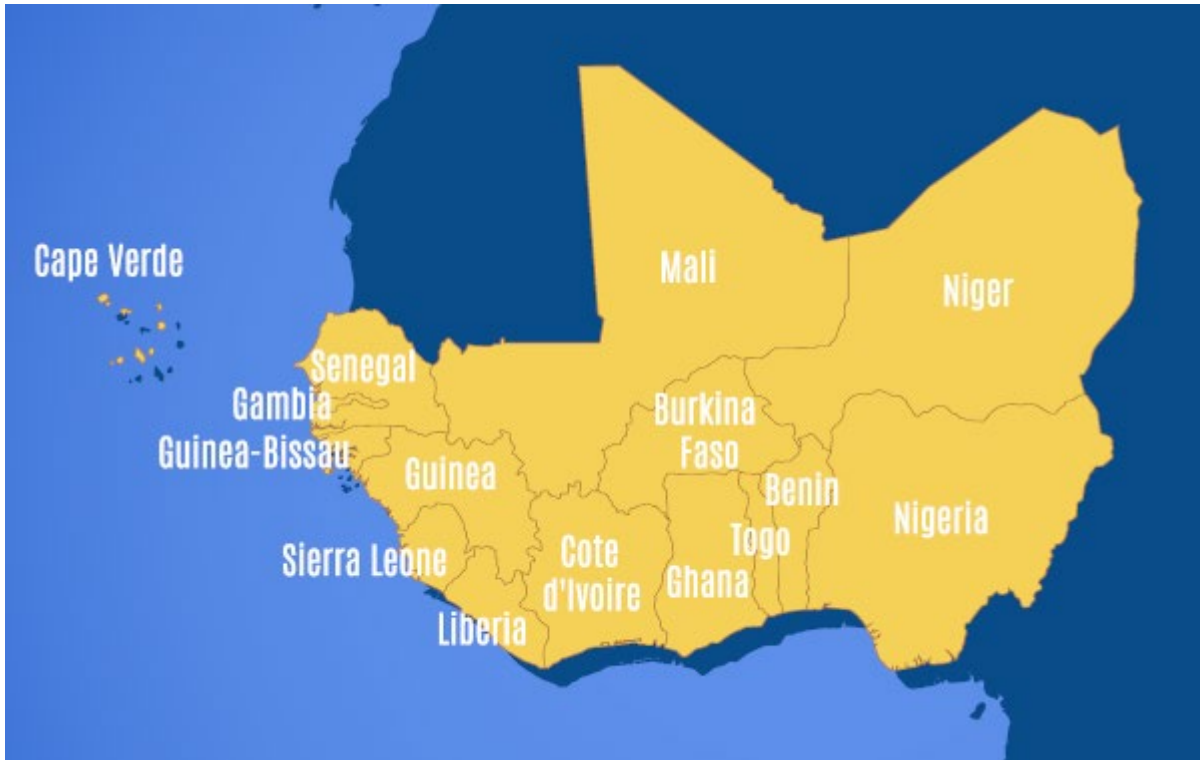 Cape Verde
Mali
Niger
Senegal
Gambia
Burkina
Faso
Guinea-Bissau
Guinea
Benin
Nigeria
Togo
Sierra Leone
Cote
d'Ivoire
Ghana
Liberia